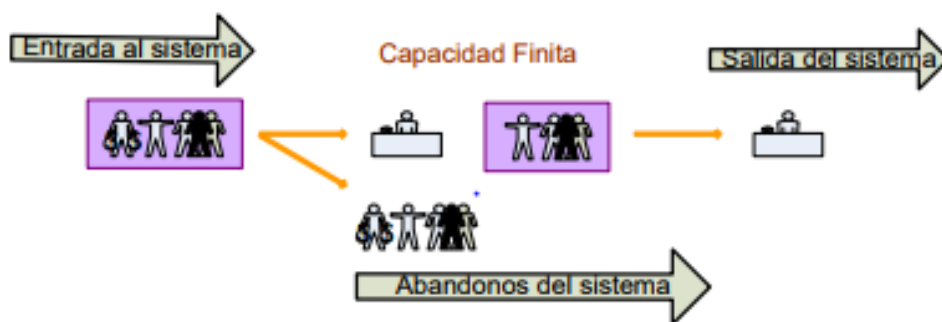 Entrada al sistema
Capacidad Finita
Salida del sistema
Abandonos del sistema